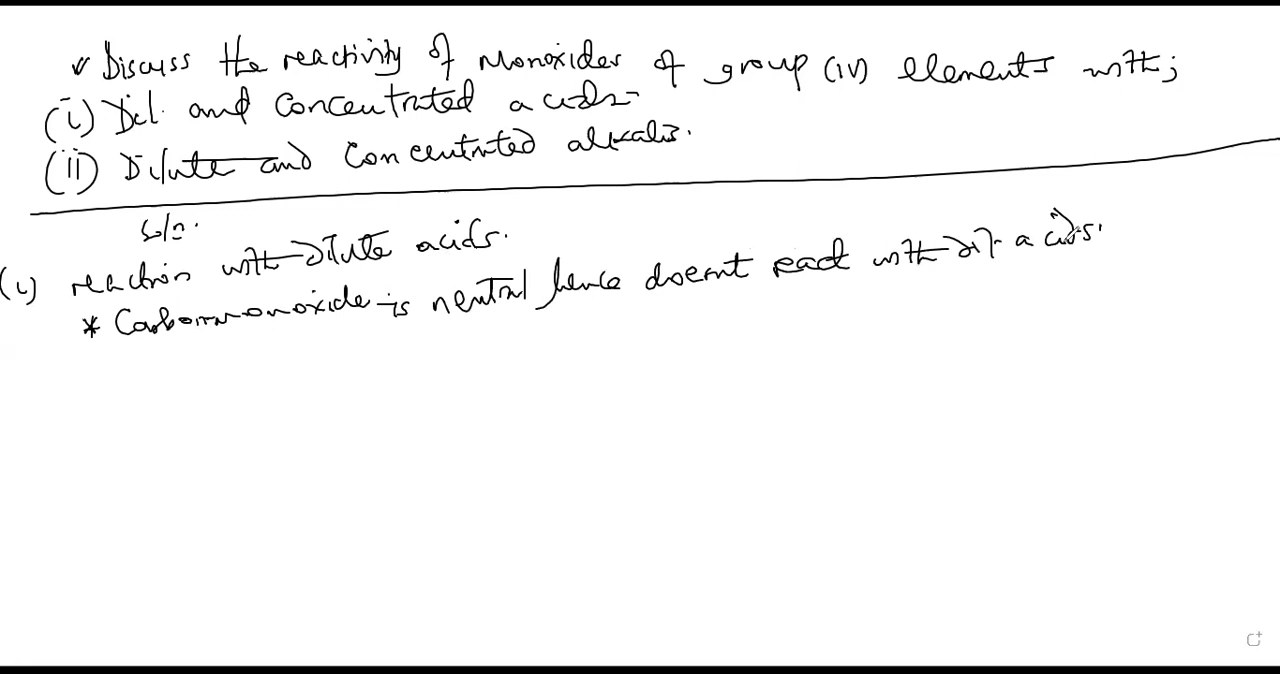 ✓ Discuss the reactivity of Monoxides of group (iv) elements with;
(i) Dil. and Concentrated acids.
(ii) Dilute and Concentrated alkalis.
Soln.
(i) reaction with dilute acids.
* Carbonmonoxide is neutral hence doesnt react with dil. acids.